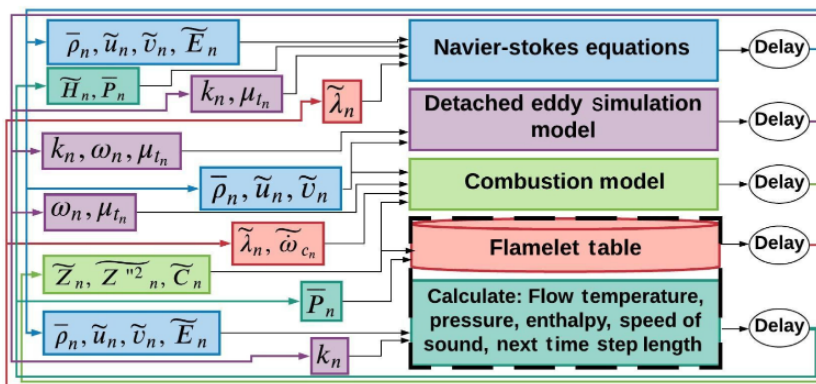 ρ̅ₙ, ũₙ, ṽₙ, Ẽₙ
Navier-stokes equations
Delay
H̃ₙ, P̅ₙ
kₙ, μₜₙ
λ̃ₙ
Detached eddy simulation
model
Delay
kₙ, ωₙ, μₜₙ
ρ̅ₙ, ũₙ, ṽₙ
Combustion model
Delay
ωₙ, μₜₙ
λ̃ₙ, ω̇̃_cₙ
Flamelet table
Delay
Z̃ₙ, Z"²̃ₙ, C̃ₙ
P̅ₙ
Calculate: Flow temperature,
pressure, enthalpy, speed of
sound, next time step length
Delay
ρ̅ₙ, ũₙ, ṽₙ, Ẽₙ
kₙ